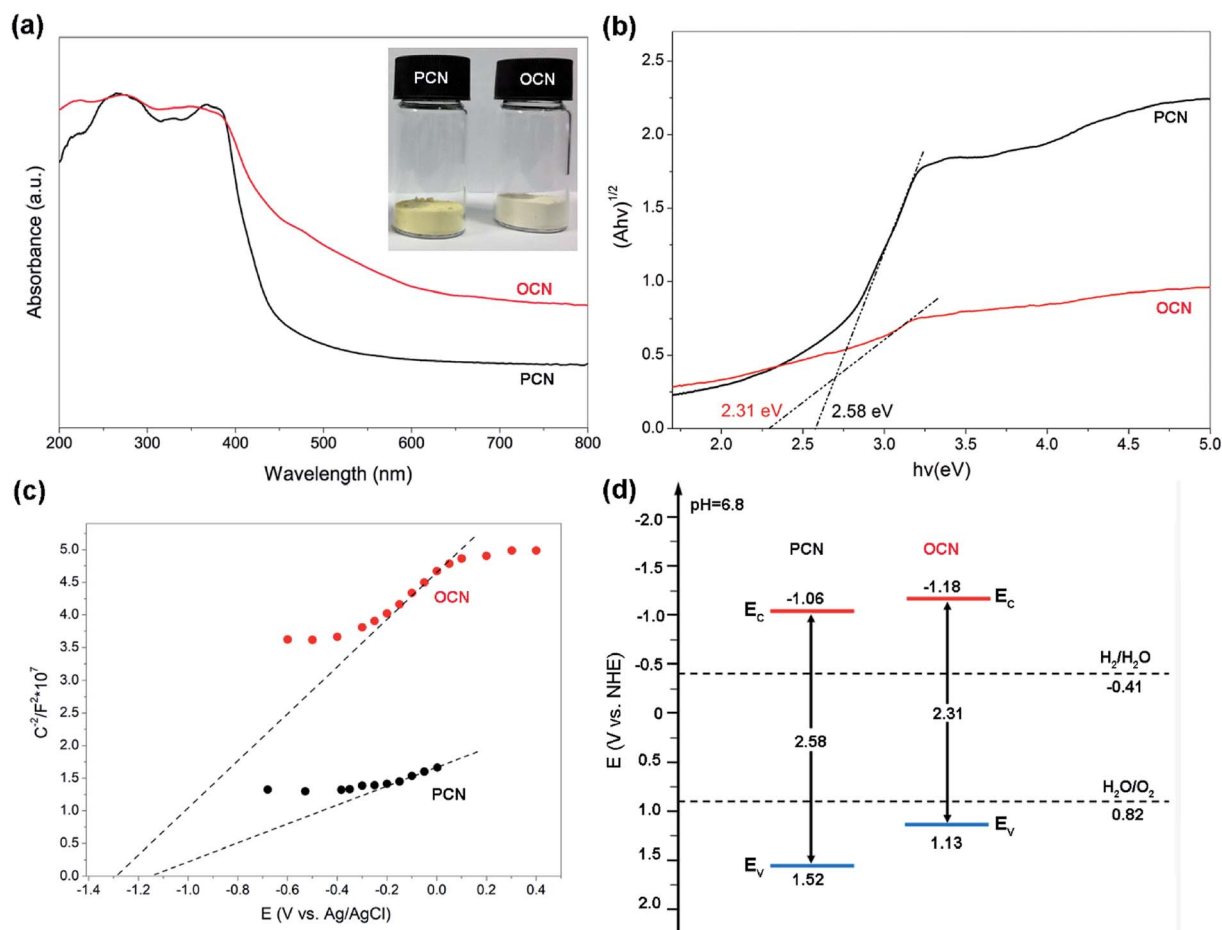 (a)
Absorbance (a.u.)
PCN
OCN
OCN
PCN
200 300 400 500 600 700 800
Wavelength (nm)
(b)
(Ahv)^1/2
2.5
2.0
1.5
1.0
0.5
0.0
PCN
OCN
2.31 eV
2.58 eV
2.0 2.5 3.0 3.5 4.0 4.5 5.0
hv(eV)
(c)
C^-2/F^2*10^7
5.0
4.5
4.0
3.5
3.0
2.5
2.0
1.5
1.0
0.5
0.0
OCN
PCN
-1.4 -1.2 -1.0 -0.8 -0.6 -0.4 -0.2 0.0 0.2 0.4
E (V vs. Ag/AgCl)
(d)
pH=6.8
E (V vs. NHE)
-2.0
-1.5
-1.0
-0.5
0
0.5
1.0
1.5
2.0
PCN
OCN
-1.06
-1.18
E_C
E_C
H₂/H₂O
-0.41
2.58
2.31
H₂O/O₂
0.82
1.13
E_V
E_V
1.52